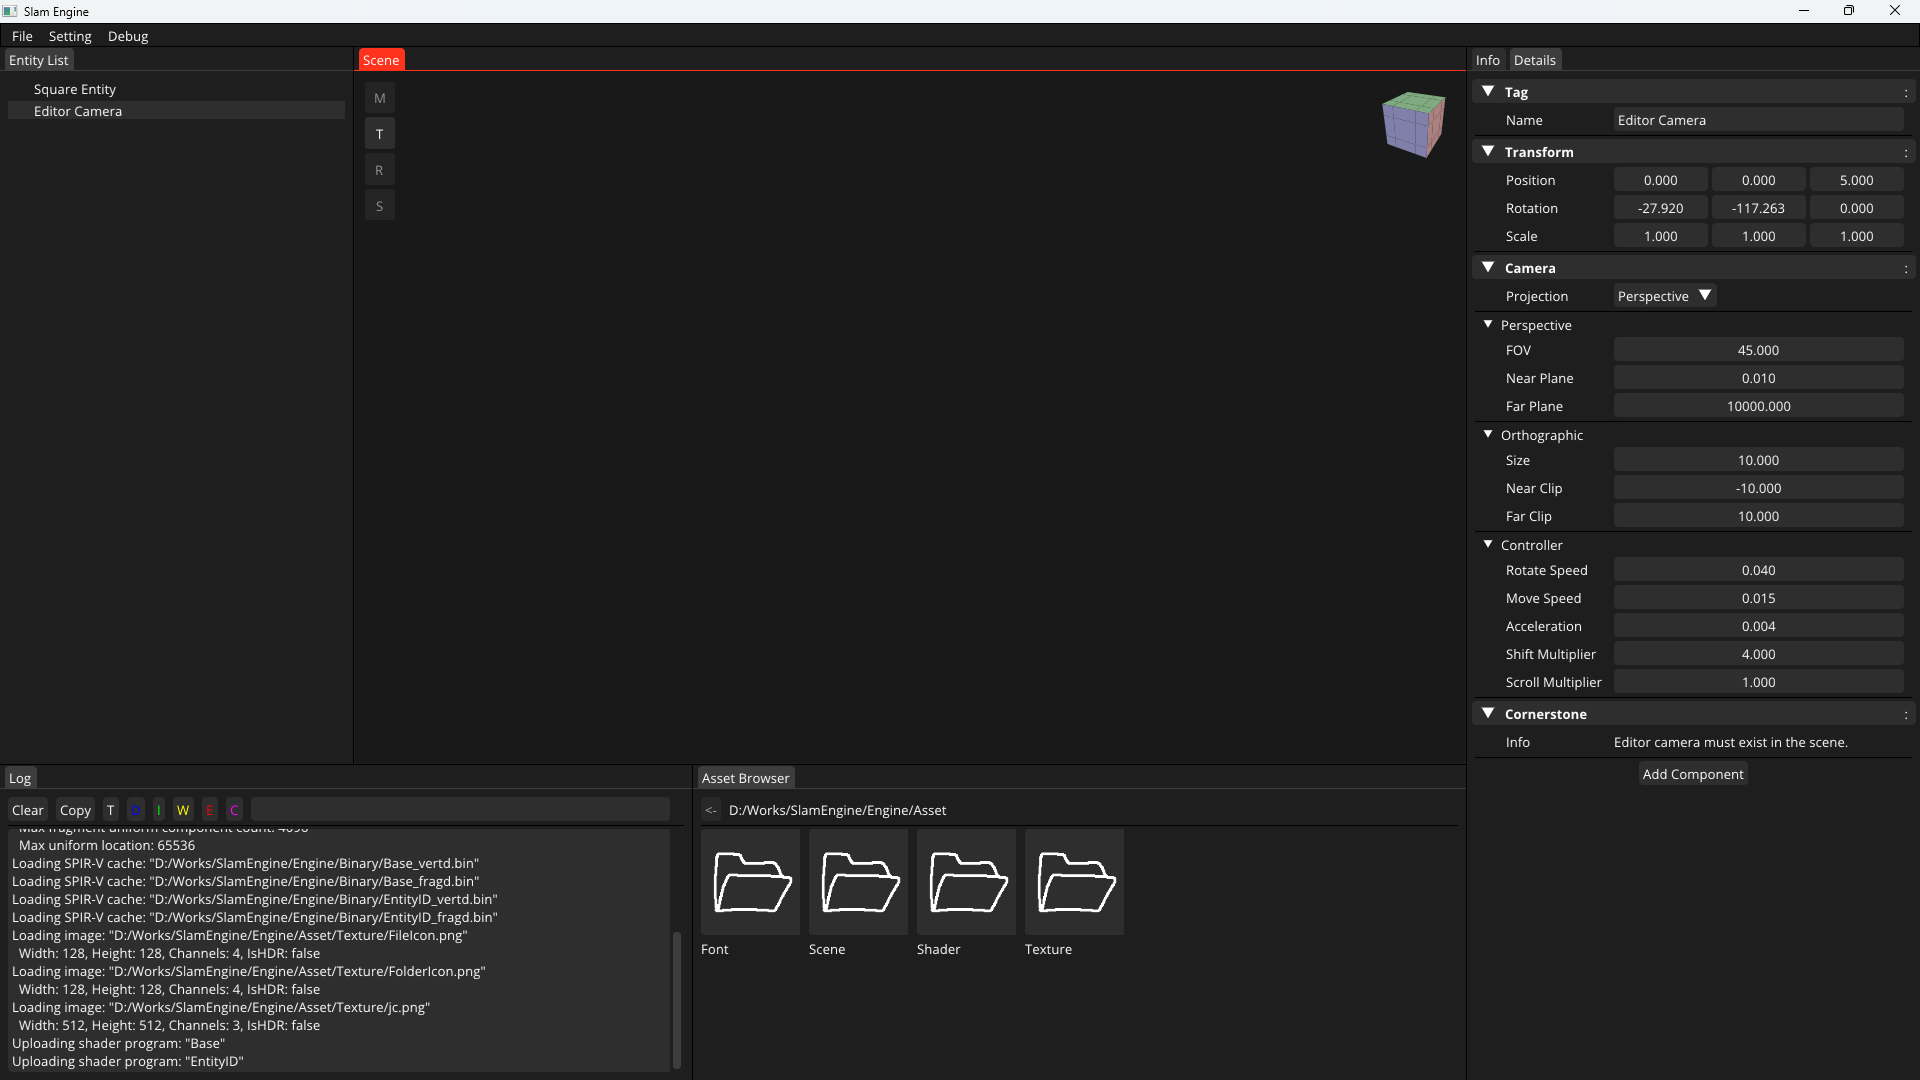 Slam Engine
File Setting Debug
Entity List
Square Entity
Editor Camera
Scene
M
T
R
S
Info Details
Tag :
Name Editor Camera
Transform :
Position 0.000 0.000 5.000
Rotation -27.920 -117.263 0.000
Scale 1.000 1.000 1.000
Camera :
Projection Perspective
Perspective
FOV 45.000
Near Plane 0.010
Far Plane 10000.000
Orthographic
Size 10.000
Near Clip -10.000
Far Clip 10.000
Controller
Rotate Speed 0.040
Move Speed 0.015
Acceleration 0.004
Shift Multiplier 4.000
Scroll Multiplier 1.000
Cornerstone :
Info Editor camera must exist in the scene.
Add Component
Log
Clear Copy T D I W E C
Max fragment uniform component count: 4096
Max uniform location: 65536
Loading SPIR-V cache: "D:/Works/SlamEngine/Engine/Binary/Base_vertd.bin"
Loading SPIR-V cache: "D:/Works/SlamEngine/Engine/Binary/Base_fragd.bin"
Loading SPIR-V cache: "D:/Works/SlamEngine/Engine/Binary/EntityID_vertd.bin"
Loading SPIR-V cache: "D:/Works/SlamEngine/Engine/Binary/EntityID_fragd.bin"
Loading image: "D:/Works/SlamEngine/Engine/Asset/Texture/FileIcon.png"
Width: 128, Height: 128, Channels: 4, IsHDR: false
Loading image: "D:/Works/SlamEngine/Engine/Asset/Texture/FolderIcon.png"
Width: 128, Height: 128, Channels: 4, IsHDR: false
Loading image: "D:/Works/SlamEngine/Engine/Asset/Texture/jc.png"
Width: 512, Height: 512, Channels: 3, IsHDR: false
Uploading shader program: "Base"
Uploading shader program: "EntityID"
Asset Browser
<- D:/Works/SlamEngine/Engine/Asset
Font Scene Shader Texture